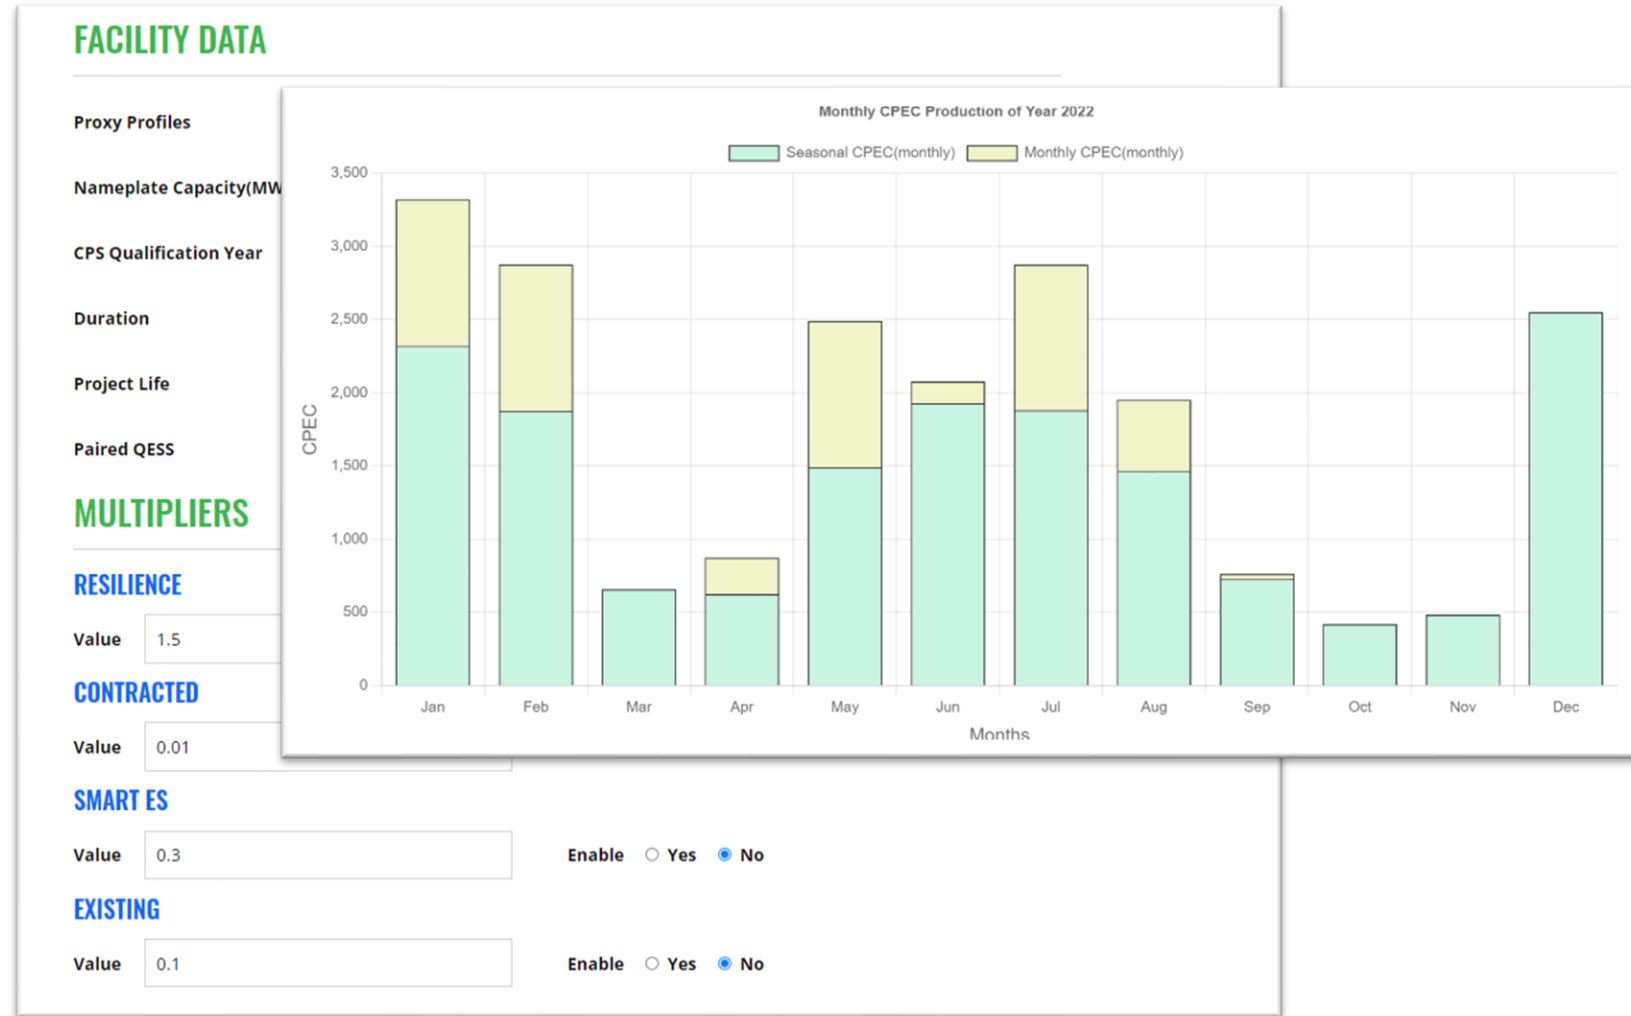 FACILITY DATA
Proxy Profiles
Nameplate Capacity(MW
CPS Qualification Year
Duration
Project Life
Paired QESS
MULTIPLIERS
RESILIENCE
Value 1.5
CONTRACTED
Value 0.01
SMART ES
Value 0.3 Enable Yes No
EXISTING
Value 0.1 Enable Yes No
Monthly CPEC Production of Year 2022
Seasonal CPEC(monthly) Monthly CPEC(monthly)
3,500
3,000
2,500
2,000
1,500
1,000
500
0
CPEC
Jan Feb Mar Apr May Jun Jul Aug Sep Oct Nov Dec
Months